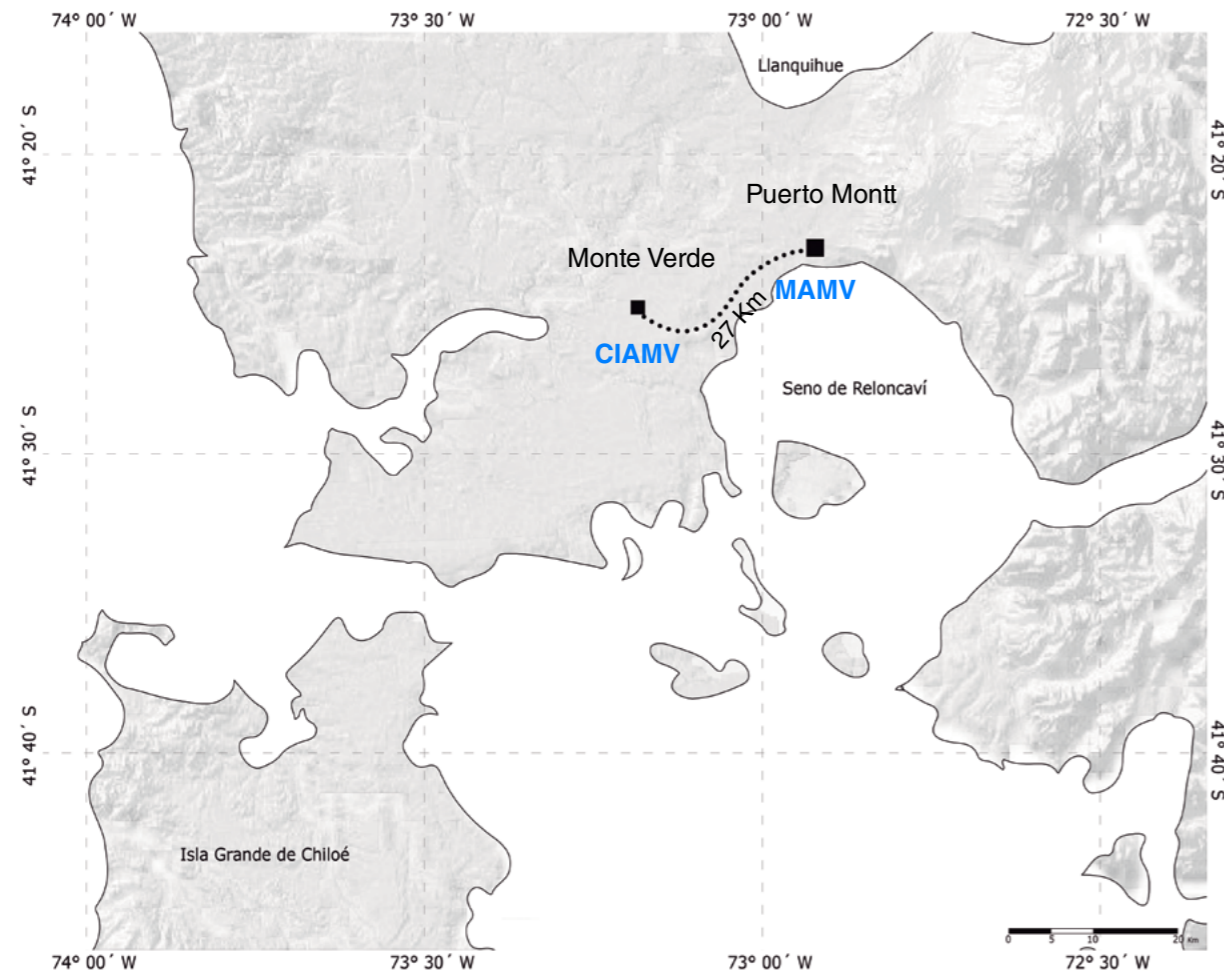 74° 00´ W
73° 30´ W
73° 00´ W
72° 30´ W
Llanquihue
41° 20´ S
41° 20´ S
Puerto Montt
Monte Verde
MAMV
27 Km
CIAMV
Seno de Reloncaví
41° 30´ S
41° 30´ S
41° 40´ S
41° 40´ S
Isla Grande de Chiloé
0 5 10 20 Km
74° 00´ W
73° 30´ W
73° 00´ W
72° 30´ W